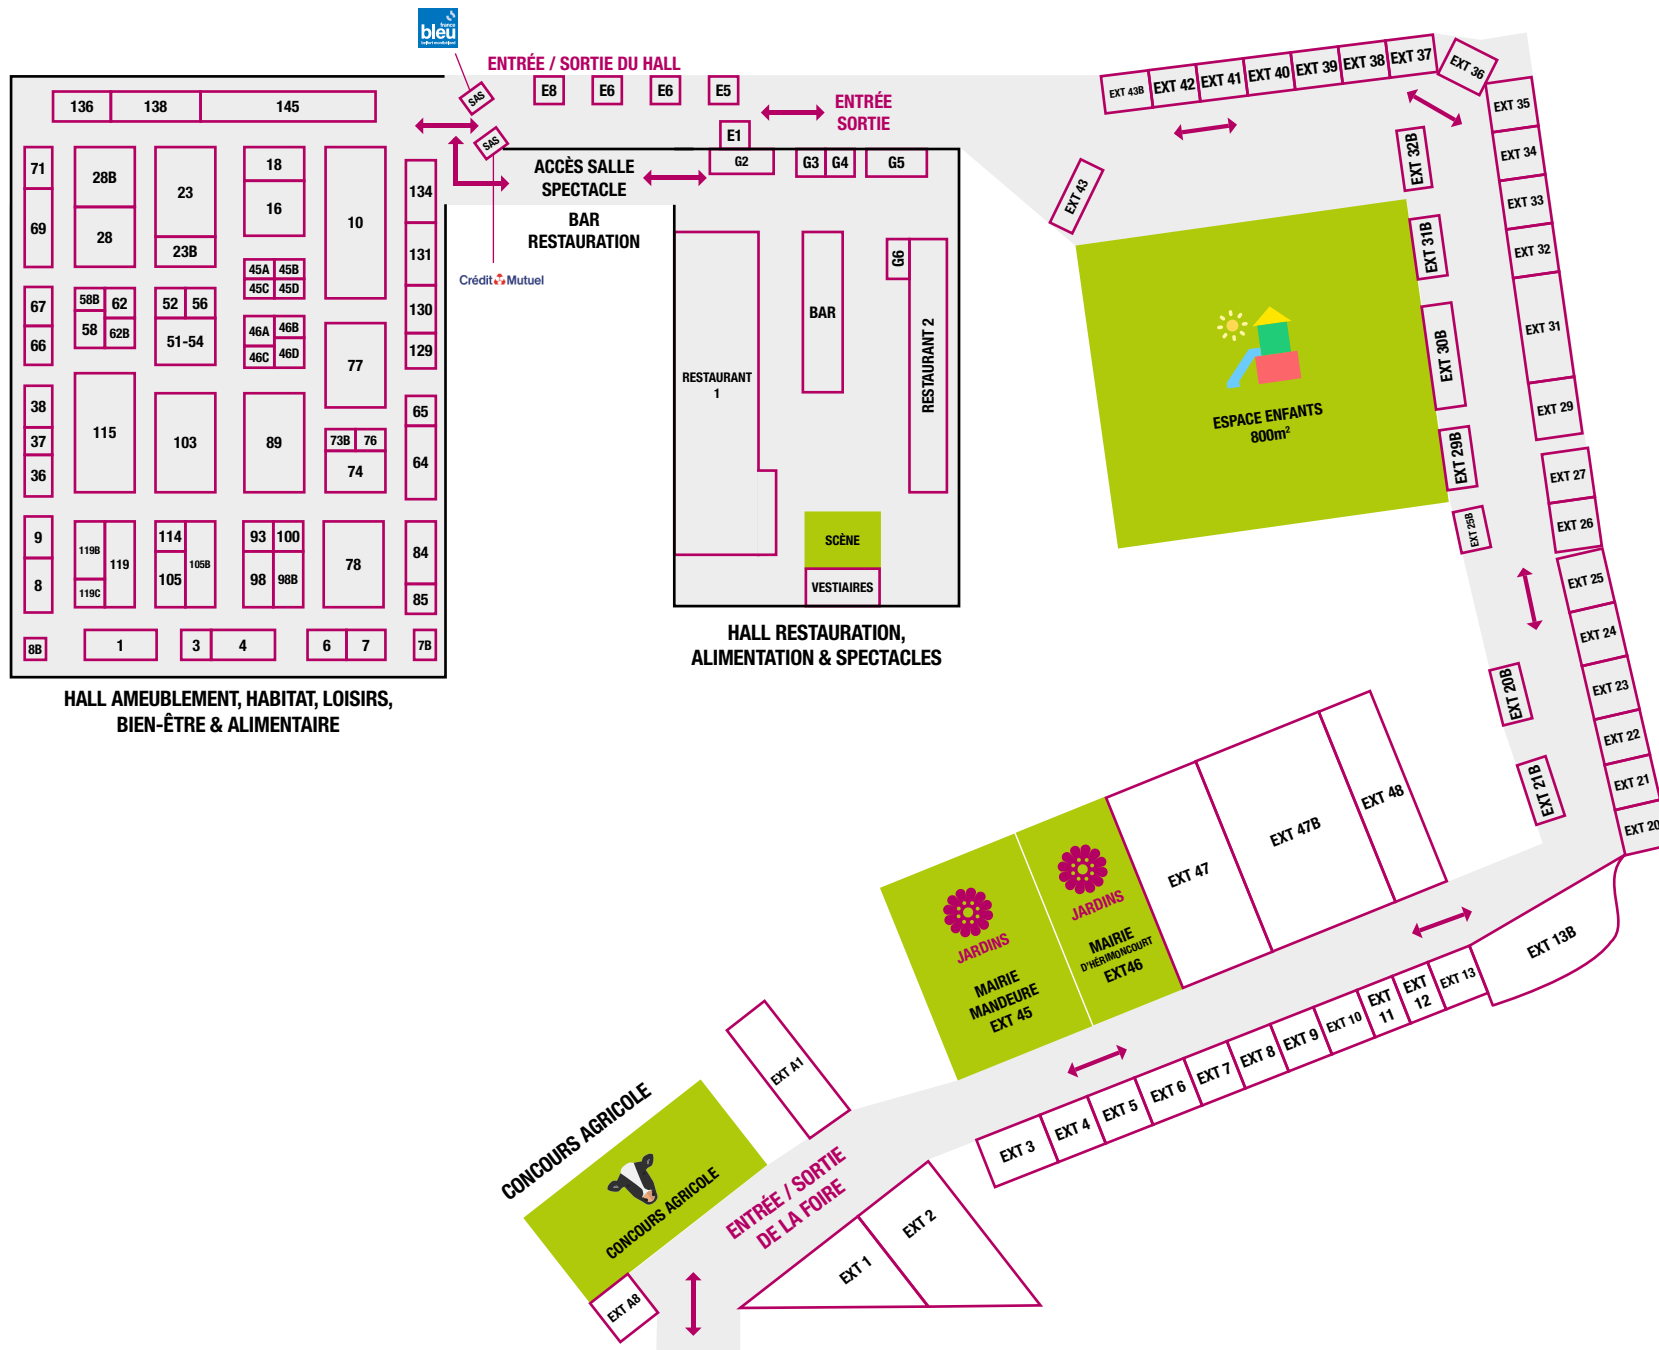 france
bleu
belfort montbéliard
ENTRÉE / SORTIE DU HALL
SAS
SAS
E8
E6
E6
E5
E1
ENTRÉE
SORTIE
ACCÈS SALLE
SPECTACLE
BAR
RESTAURATION
Crédit Mutuel
136
138
145
71
69
28B
28
23
23B
18
16
10
134
131
130
129
45A
45B
45C
45D
67
66
58B
62
58
62B
52
56
51-54
46A
46B
46C
46D
77
38
37
36
115
103
89
73B
76
74
65
64
9
8
119B
119
119C
114
105
105B
93
100
98
98B
78
84
85
8B
1
3
4
6
7
7B
HALL AMEUBLEMENT, HABITAT, LOISIRS,
BIEN-ÊTRE & ALIMENTAIRE
G2
G3
G4
G5
G6
RESTAURANT
1
BAR
RESTAURANT 2
SCÈNE
VESTIAIRES
HALL RESTAURATION,
ALIMENTATION & SPECTACLES
EXT 43B
EXT 42
EXT 41
EXT 40
EXT 39
EXT 38
EXT 37
EXT 36
EXT 35
EXT 34
EXT 33
EXT 32
EXT 31
EXT 29
EXT 27
EXT 26
EXT 25
EXT 24
EXT 23
EXT 22
EXT 21
EXT 20
EXT 43
EXT 32B
EXT 31B
EXT 30B
EXT 29B
EXT 25B
EXT 20B
EXT 21B
ESPACE ENFANTS
800m²
EXT 48
EXT 47B
EXT 47
JARDINS
MAIRIE
D'HÉRIMONCOURT
EXT46
JARDINS
MAIRIE
MANDEURE
EXT 45
EXT 13B
EXT 13
EXT
12
EXT
11
EXT 10
EXT 9
EXT 8
EXT 7
EXT 6
EXT 5
EXT 4
EXT 3
EXT A1
CONCOURS AGRICOLE
CONCOURS AGRICOLE
ENTRÉE / SORTIE
DE LA FOIRE
EXT 2
EXT 1
EXT A8